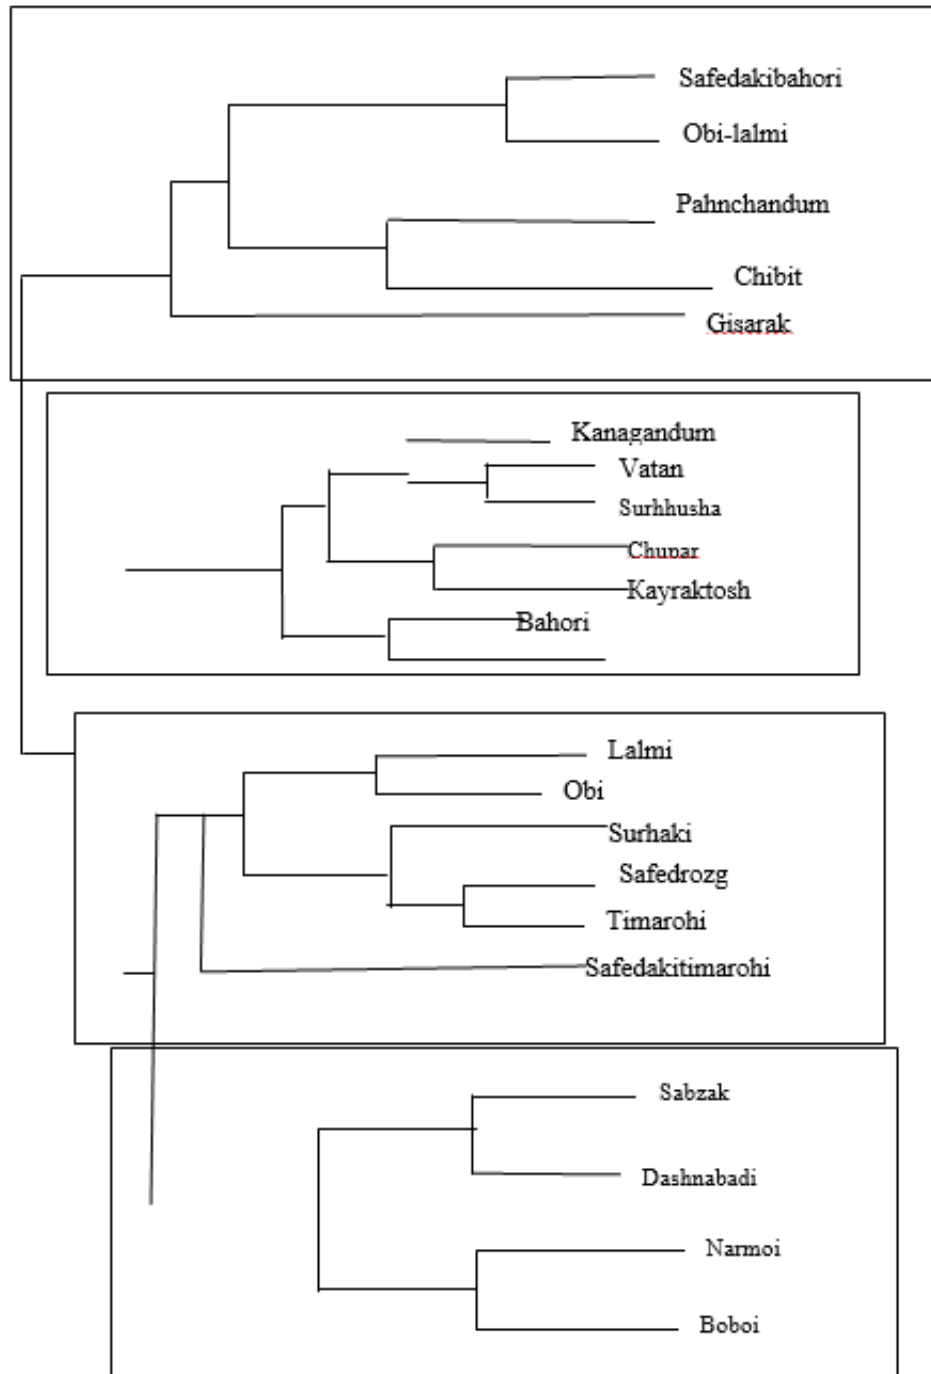 Safedakibahori
Obi-lalmi
Pahnchandum
Chibit
Gisarak
Kanagandum
Vatan
Surhhusha
Chupar
Kayraktosh
Bahori
Lalmi
Obi
Surhaki
Safedrozg
Timarohi
Safedakitimarohi
Sabzak
Dashnabadi
Narmoi
Boboi